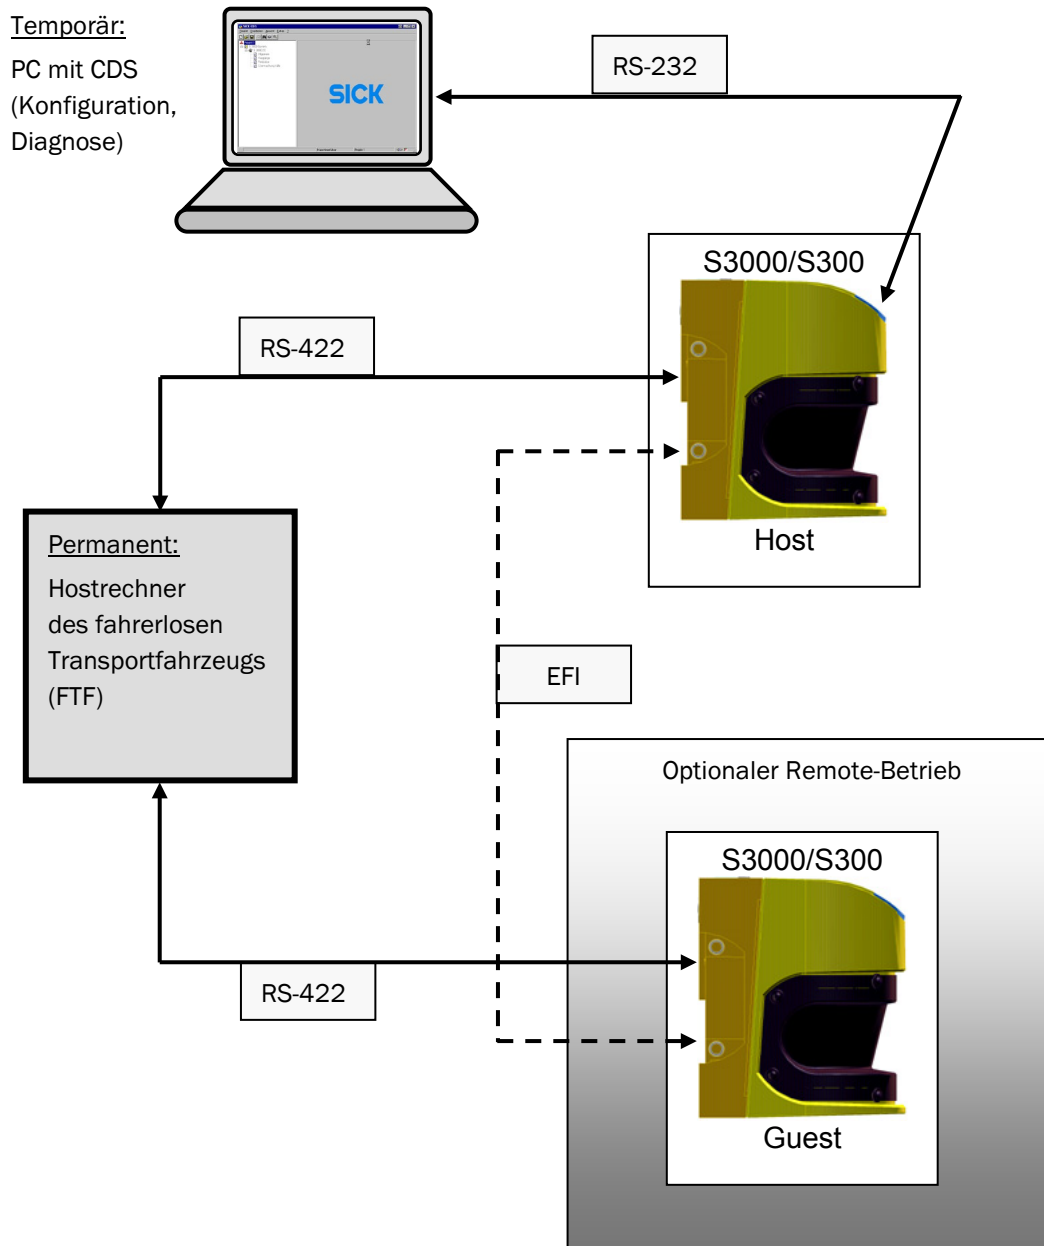 Temporär:
PC mit CDS
(Konfiguration,
Diagnose)
SICK
RS-232
S3000/S300
Host
RS-422
Permanent:
Hostrechner
des fahrerlosen
Transportfahrzeugs
(FTF)
EFI
Optionaler Remote-Betrieb
S3000/S300
Guest
RS-422